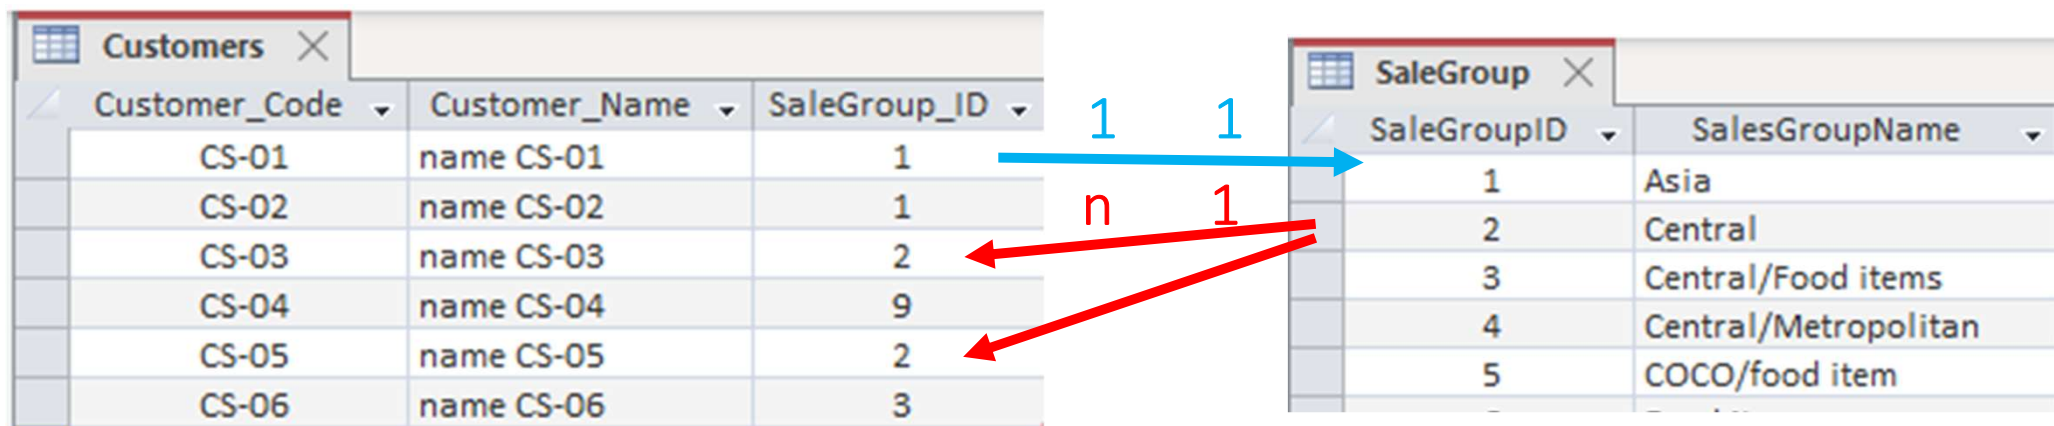 Customers
Customer_Code Customer_Name SaleGroup_ID
CS-01 name CS-01 1
CS-02 name CS-02 1
CS-03 name CS-03 2
CS-04 name CS-04 9
CS-05 name CS-05 2
CS-06 name CS-06 3
1 1
n 1
SaleGroup
SaleGroupID SalesGroupName
1 Asia
2 Central
3 Central/Food items
4 Central/Metropolitan
5 COCO/food item